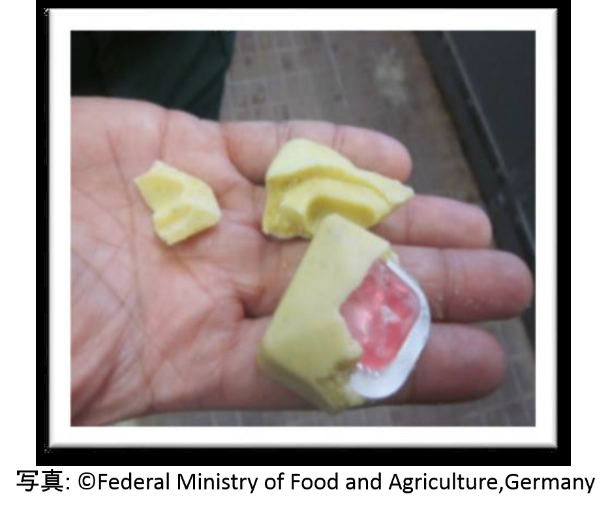 写真: ©Federal Ministry of Food and Agriculture,Germany